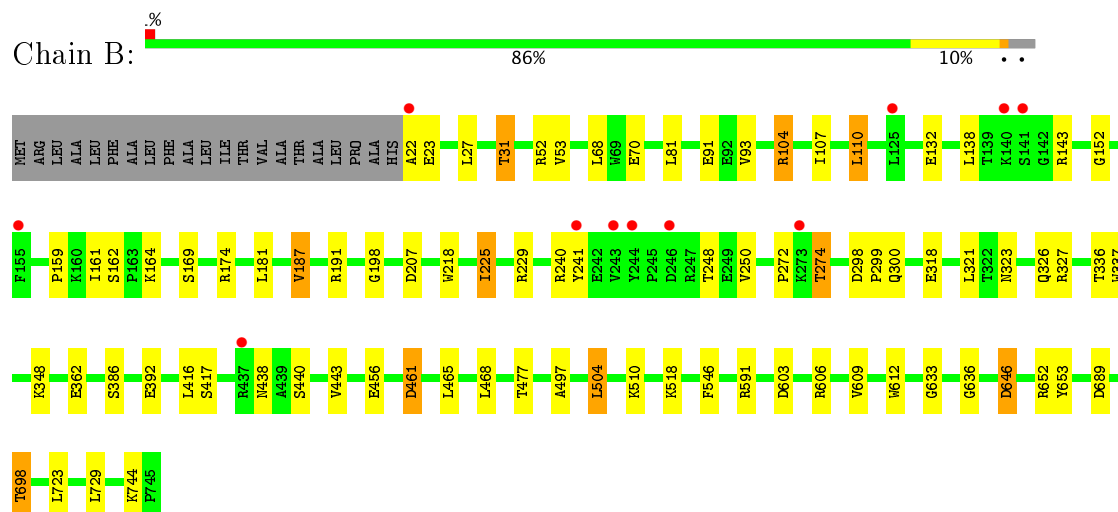 .%
Chain B:
86%
10%
MET ARG LEU ALA LEU PHE ALA LEU PHE ALA LEU ILE THR VAL ALA THR ALA LEU PRO ALA HIS A22 E23 L27 T31 R52 V53 L68 W69 E70 L81 E91 E92 V93 R104 I107 L110 L125 E132 L138 T139 K140 S141 G142 R143 G152
F155 P159 K160 I161 S162 P163 K164 S169 R174 L181 V187 R191 G198 D207 W218 I225 R229 R240 Y241 E242 V243 Y244 P245 D246 R247 T248 E249 V250 P272 K273 T274 D298 P299 Q300 E318 L321 T322 N323 Q326 R327 T336 W337
K348 E362 S386 E392 L416 S417 R437 N438 A439 S440 V443 E456 D461 L465 L468 T477 A497 L504 K510 K518 F546 R591 D603 R606 V609 W612 G633 G636 D646 R652 Y653 D689
T698 L723 L729 K744 P745